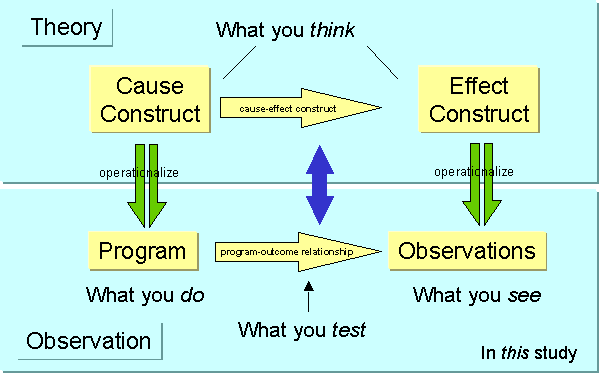 Theory
What you think
Cause
Construct
cause-effect construct
Effect
Construct
operationalize
operationalize
Program
program-outcome relationship
Observations
What you do
What you see
What you test
Observation
In this study